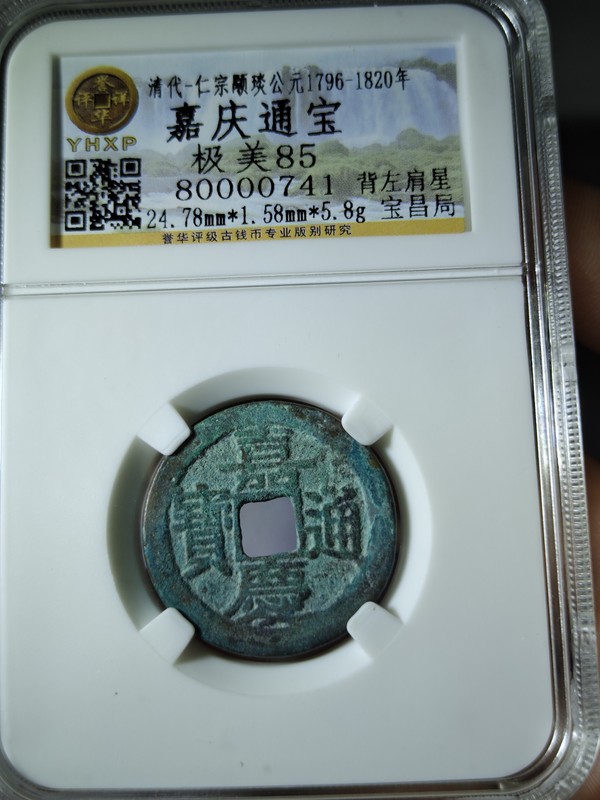 清代-仁宗颙琰公元1796-1820年
嘉庆通宝
极美85
80000741 背左肩星
24.78mm*1.58mm*5.8g 宝昌局
誉华评级古钱币专业版别研究
誉
評 譁
华
YHXP
嘉
寶 通
慶